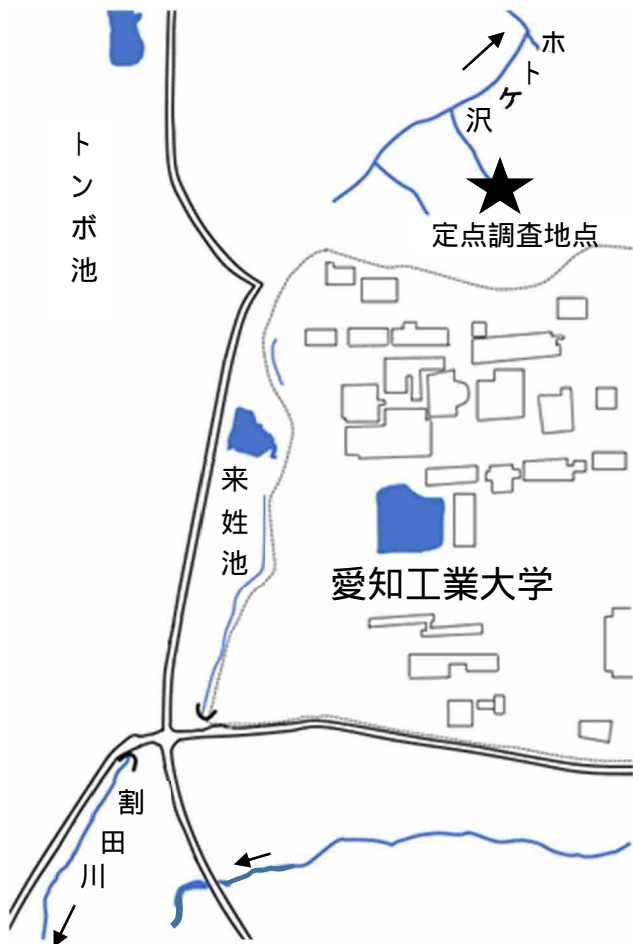 ホトケ沢
定点調査地点
トンボ池
来姓池
愛知工業大学
割田川